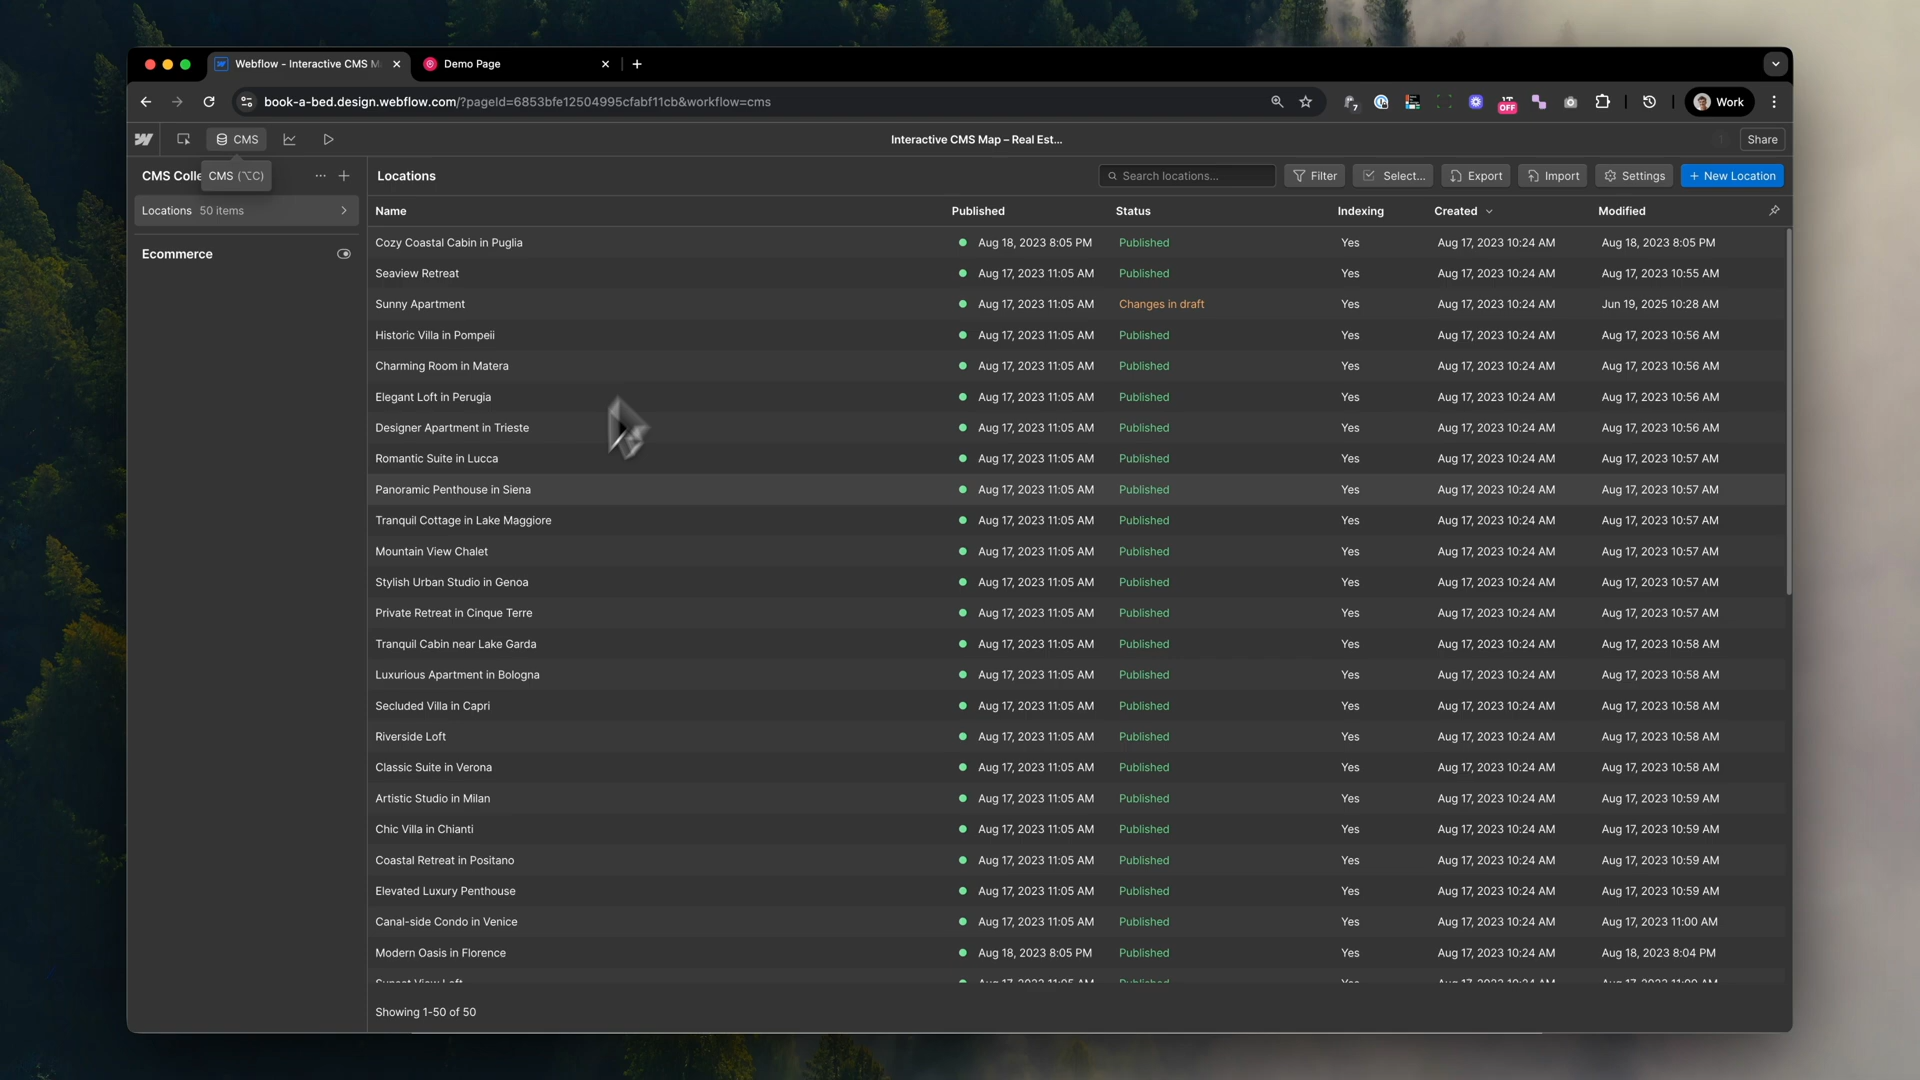 Webflow - Interactive CMS M
Demo Page
book-a-bed.design.webflow.com/?pageId=6853bfe12504995cfabf11cb&workflow=cms
7
OFF
Work
CMS
Interactive CMS Map – Real Est...
Share
CMS Colle
CMS (⌥C)
Locations
Search locations...
Filter
Select...
Export
Import
Settings
New Location
Locations 50 items
Ecommerce
Name Published Status Indexing Created Modified
Cozy Coastal Cabin in Puglia Aug 18, 2023 8:05 PM Published Yes Aug 17, 2023 10:24 AM Aug 18, 2023 8:05 PM
Seaview Retreat Aug 17, 2023 11:05 AM Published Yes Aug 17, 2023 10:24 AM Aug 17, 2023 10:55 AM
Sunny Apartment Aug 17, 2023 11:05 AM Changes in draft Yes Aug 17, 2023 10:24 AM Jun 19, 2025 10:28 AM
Historic Villa in Pompeii Aug 17, 2023 11:05 AM Published Yes Aug 17, 2023 10:24 AM Aug 17, 2023 10:56 AM
Charming Room in Matera Aug 17, 2023 11:05 AM Published Yes Aug 17, 2023 10:24 AM Aug 17, 2023 10:56 AM
Elegant Loft in Perugia Aug 17, 2023 11:05 AM Published Yes Aug 17, 2023 10:24 AM Aug 17, 2023 10:56 AM
Designer Apartment in Trieste Aug 17, 2023 11:05 AM Published Yes Aug 17, 2023 10:24 AM Aug 17, 2023 10:56 AM
Romantic Suite in Lucca Aug 17, 2023 11:05 AM Published Yes Aug 17, 2023 10:24 AM Aug 17, 2023 10:57 AM
Panoramic Penthouse in Siena Aug 17, 2023 11:05 AM Published Yes Aug 17, 2023 10:24 AM Aug 17, 2023 10:57 AM
Tranquil Cottage in Lake Maggiore Aug 17, 2023 11:05 AM Published Yes Aug 17, 2023 10:24 AM Aug 17, 2023 10:57 AM
Mountain View Chalet Aug 17, 2023 11:05 AM Published Yes Aug 17, 2023 10:24 AM Aug 17, 2023 10:57 AM
Stylish Urban Studio in Genoa Aug 17, 2023 11:05 AM Published Yes Aug 17, 2023 10:24 AM Aug 17, 2023 10:57 AM
Private Retreat in Cinque Terre Aug 17, 2023 11:05 AM Published Yes Aug 17, 2023 10:24 AM Aug 17, 2023 10:57 AM
Tranquil Cabin near Lake Garda Aug 17, 2023 11:05 AM Published Yes Aug 17, 2023 10:24 AM Aug 17, 2023 10:58 AM
Luxurious Apartment in Bologna Aug 17, 2023 11:05 AM Published Yes Aug 17, 2023 10:24 AM Aug 17, 2023 10:58 AM
Secluded Villa in Capri Aug 17, 2023 11:05 AM Published Yes Aug 17, 2023 10:24 AM Aug 17, 2023 10:58 AM
Riverside Loft Aug 17, 2023 11:05 AM Published Yes Aug 17, 2023 10:24 AM Aug 17, 2023 10:58 AM
Classic Suite in Verona Aug 17, 2023 11:05 AM Published Yes Aug 17, 2023 10:24 AM Aug 17, 2023 10:58 AM
Artistic Studio in Milan Aug 17, 2023 11:05 AM Published Yes Aug 17, 2023 10:24 AM Aug 17, 2023 10:59 AM
Chic Villa in Chianti Aug 17, 2023 11:05 AM Published Yes Aug 17, 2023 10:24 AM Aug 17, 2023 10:59 AM
Coastal Retreat in Positano Aug 17, 2023 11:05 AM Published Yes Aug 17, 2023 10:24 AM Aug 17, 2023 10:59 AM
Elevated Luxury Penthouse Aug 17, 2023 11:05 AM Published Yes Aug 17, 2023 10:24 AM Aug 17, 2023 10:59 AM
Canal-side Condo in Venice Aug 17, 2023 11:05 AM Published Yes Aug 17, 2023 10:24 AM Aug 17, 2023 11:00 AM
Modern Oasis in Florence Aug 18, 2023 8:05 PM Published Yes Aug 17, 2023 10:24 AM Aug 18, 2023 8:04 PM
Showing 1-50 of 50